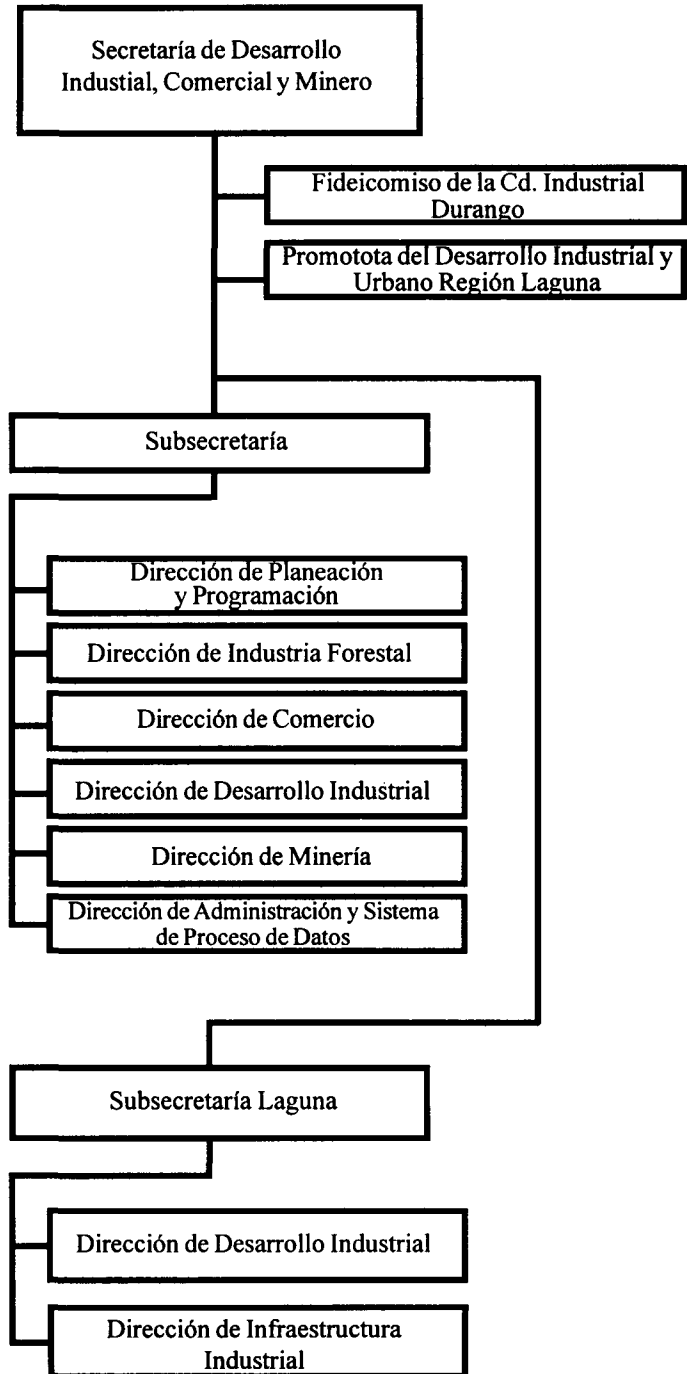 Secretaría de Desarrollo
Industial, Comercial y Minero
Fideicomiso de la Cd. Industrial
Durango
Promotota del Desarrollo Industrial y
Urbano Región Laguna
Subsecretaría
Dirección de Planeación
y Programación
Dirección de Industria Forestal
Dirección de Comercio
Dirección de Desarrollo Industrial
Dirección de Minería
Dirección de Administración y Sistema
de Proceso de Datos
Subsecretaría Laguna
Dirección de Desarrollo Industrial
Dirección de Infraestructura
Industrial